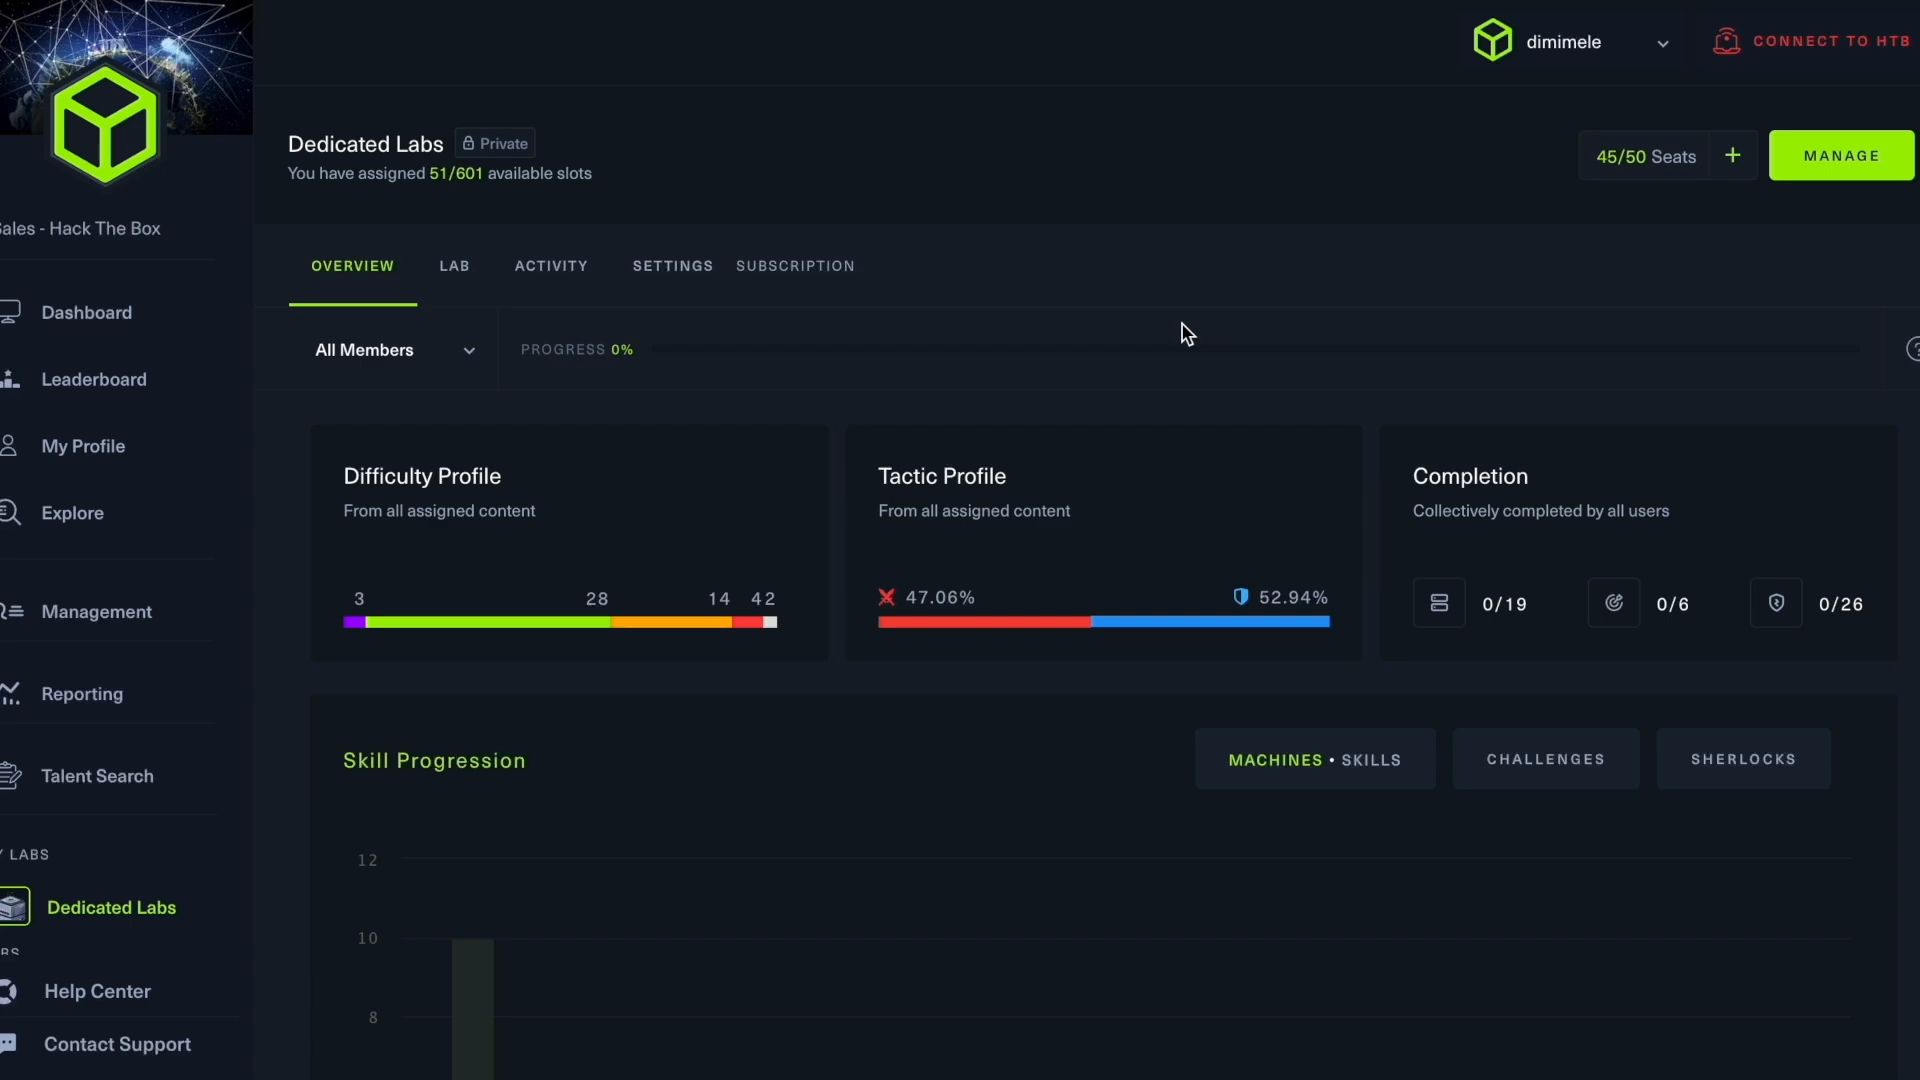 dimimele
CONNECT TO HTB
Dedicated Labs
Private
You have assigned 51/601 available slots
45/50 Seats +
MANAGE
ales - Hack The Box
OVERVIEW
LAB
ACTIVITY
SETTINGS
SUBSCRIPTION
Dashboard
All Members
PROGRESS 0%
Leaderboard
My Profile
Explore
Difficulty Profile
From all assigned content
3 28 14 4 2
Tactic Profile
From all assigned content
47.06% 52.94%
Completion
Collectively completed by all users
0/19 0/6 0/26
Management
Reporting
Talent Search
Skill Progression
MACHINES • SKILLS
CHALLENGES
SHERLOCKS
12
10
8
LABS
Dedicated Labs
Help Center
Contact Support